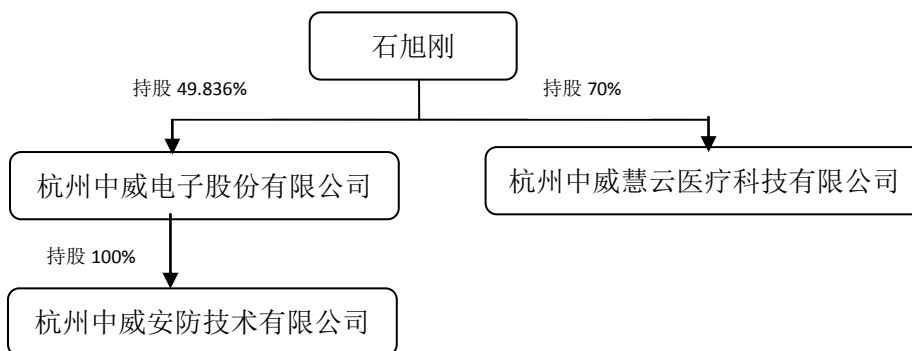 石旭刚
持股 49.836%
持股 70%
杭州中威电子股份有限公司
杭州中威慧云医疗科技有限公司
持股 100%
杭州中威安防技术有限公司